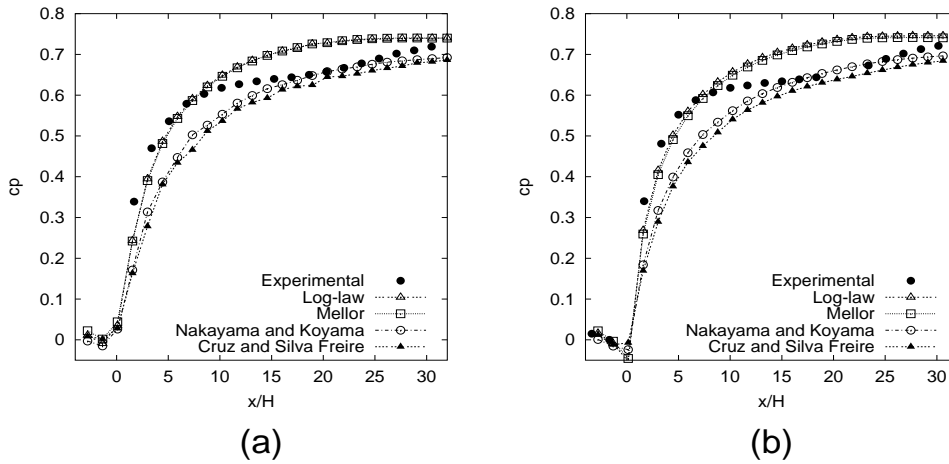 0.8
0.7
0.6
0.5
0.4
0.3
0.2
0.1
0
cp
0 5 10 15 20 25 30
x/H
Experimental
Log-law
Mellor
Nakayama and Koyama
Cruz and Silva Freire
(a)
0.8
0.7
0.6
0.5
0.4
0.3
0.2
0.1
0
cp
0 5 10 15 20 25 30
x/H
Experimental
Log-law
Mellor
Nakayama and Koyama
Cruz and Silva Freire
(b)